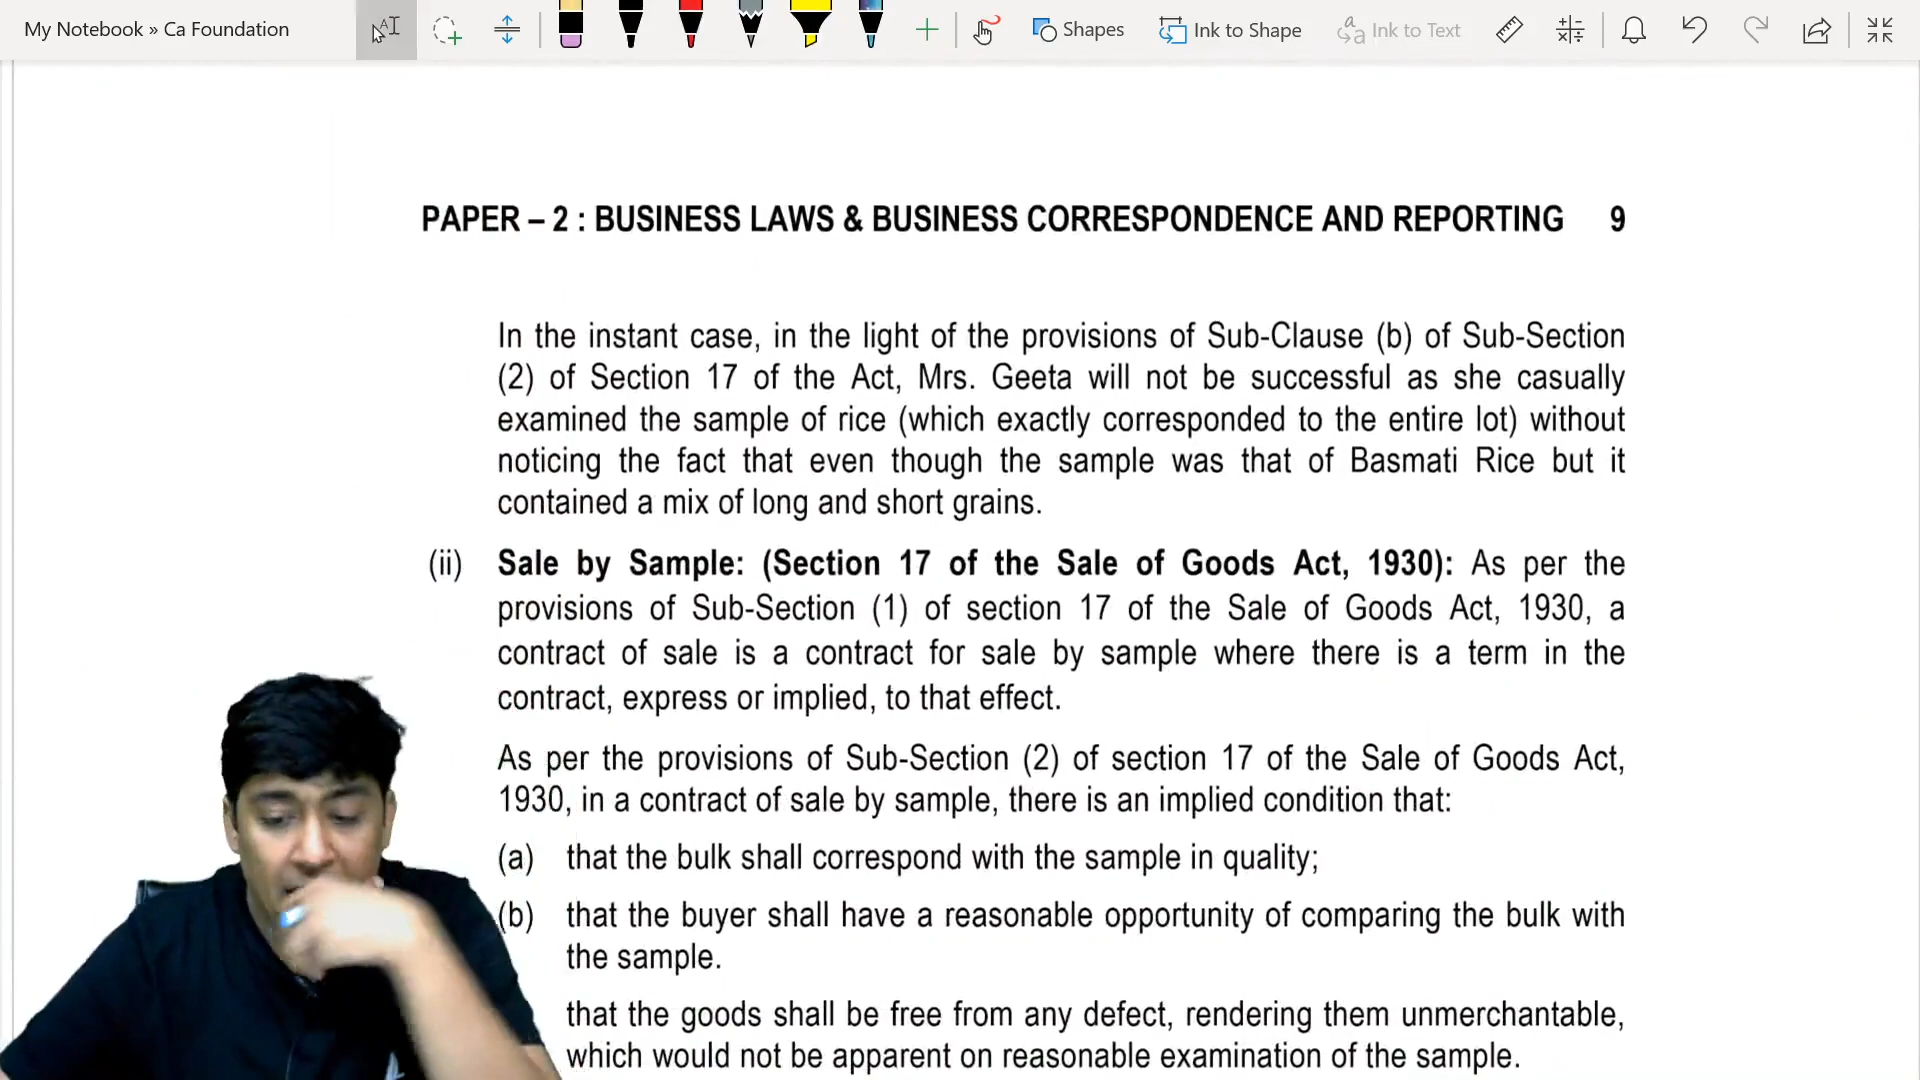 My Notebook » Ca Foundation
Shapes
Ink to Shape
Ink to Text
PAPER – 2 : BUSINESS LAWS & BUSINESS CORRESPONDENCE AND REPORTING 9
In the instant case, in the light of the provisions of Sub-Clause (b) of Sub-Section
(2) of Section 17 of the Act, Mrs. Geeta will not be successful as she casually
examined the sample of rice (which exactly corresponded to the entire lot) without
noticing the fact that even though the sample was that of Basmati Rice but it
contained a mix of long and short grains.
(ii) Sale by Sample: (Section 17 of the Sale of Goods Act, 1930): As per the
provisions of Sub-Section (1) of section 17 of the Sale of Goods Act, 1930, a
contract of sale is a contract for sale by sample where there is a term in the
contract, express or implied, to that effect.
As per the provisions of Sub-Section (2) of section 17 of the Sale of Goods Act,
1930, in a contract of sale by sample, there is an implied condition that:
(a) that the bulk shall correspond with the sample in quality;
(b) that the buyer shall have a reasonable opportunity of comparing the bulk with
the sample.
that the goods shall be free from any defect, rendering them unmerchantable,
which would not be apparent on reasonable examination of the sample.